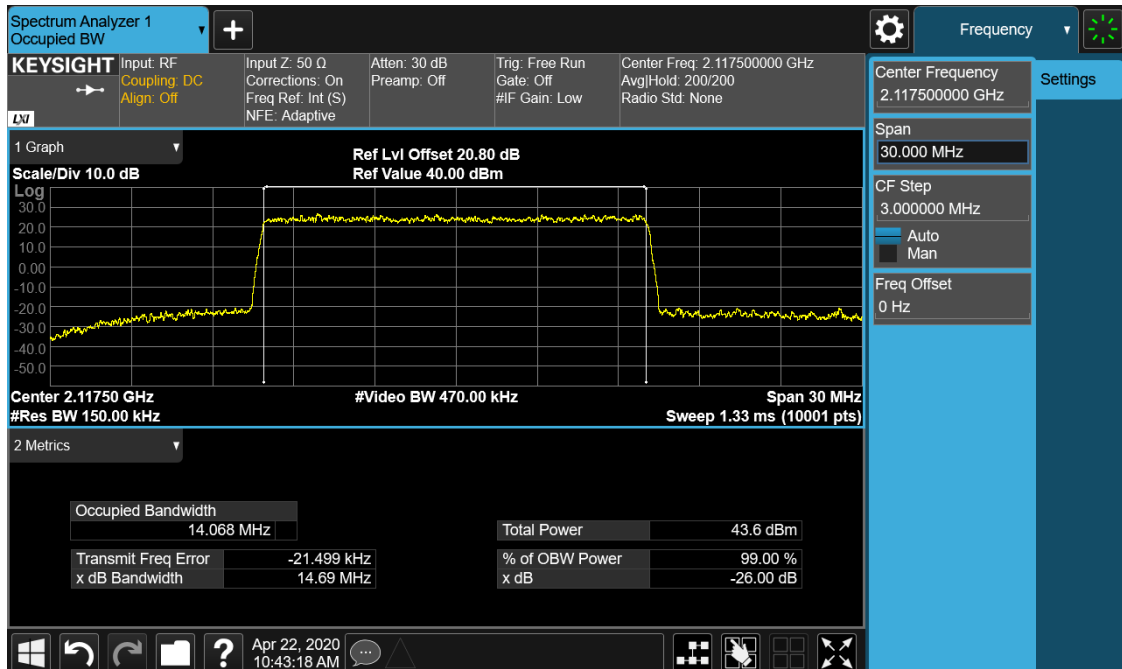 Spectrum Analyzer 1
Occupied BW
+
Frequency
KEYSIGHT
LXI
Input: RF
Coupling: DC
Align: Off
Input Z: 50 Ω
Corrections: On
Freq Ref: Int (S)
NFE: Adaptive
Atten: 30 dB
Preamp: Off
Trig: Free Run
Gate: Off
#IF Gain: Low
Center Freq: 2.117500000 GHz
Avg|Hold: 200/200
Radio Std: None
Center Frequency
2.117500000 GHz
Settings
Span
30.000 MHz
CF Step
3.000000 MHz
Auto
Man
Freq Offset
0 Hz
1 Graph
Scale/Div 10.0 dB
Ref Lvl Offset 20.80 dB
Ref Value 40.00 dBm
Log
30.0
20.0
10.0
0.00
-10.0
-20.0
-30.0
-40.0
-50.0
Center 2.11750 GHz
#Res BW 150.00 kHz
#Video BW 470.00 kHz
Span 30 MHz
Sweep 1.33 ms (10001 pts)
2 Metrics
Occupied Bandwidth
14.068 MHz
Total Power 43.6 dBm
Transmit Freq Error -21.499 kHz
% of OBW Power 99.00 %
x dB Bandwidth 14.69 MHz
x dB -26.00 dB
?
Apr 22, 2020
10:43:18 AM